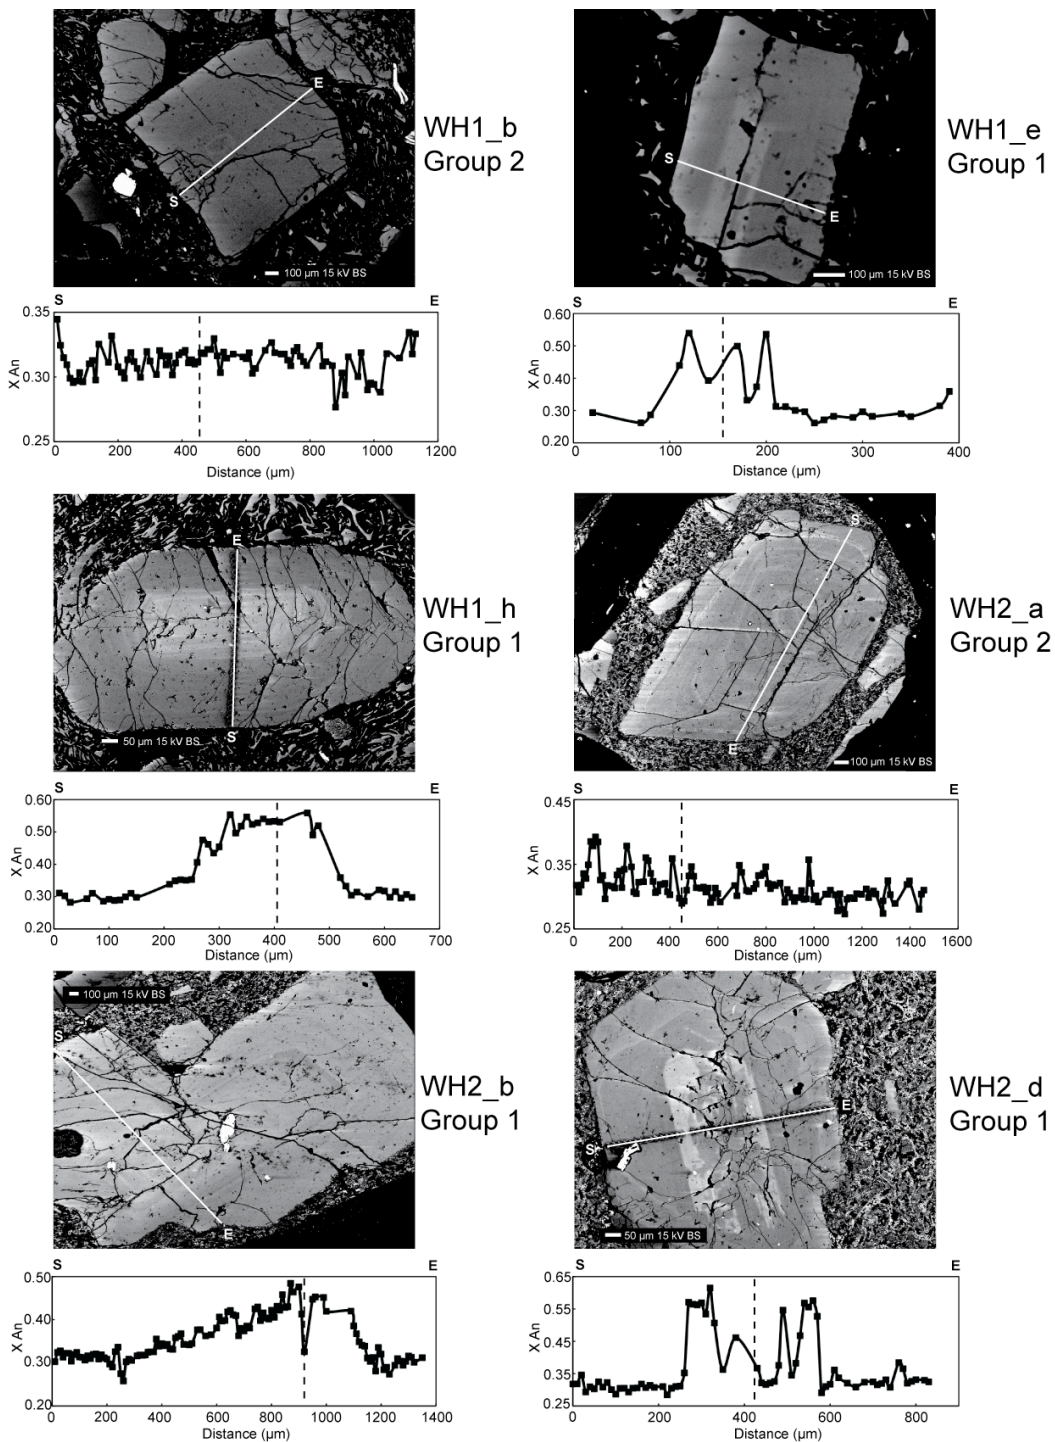 S
E
100 µm 15 kV BS
WH1_b
Group 2
S
E
100 µm 15 kV BS
WH1_e
Group 1
S
E
0.35
0.30
0.25
X An
0 200 400 600 800 1000 1200
Distance (µm)
S
E
0.60
0.50
0.40
0.30
0.20
X An
0 100 200 300 400
Distance (µm)
E
S
50 µm 15 kV BS
WH1_h
Group 1
S
E
100 µm 15 kV BS
WH2_a
Group 2
S
E
0.60
0.50
0.40
0.30
0.20
X An
0 100 200 300 400 500 600 700
Distance (µm)
S
E
0.45
0.35
0.25
X An
0 200 400 600 800 1000 1200 1400 1600
Distance (µm)
100 µm 15 kV BS
S
E
WH2_b
Group 1
S
E
50 µm 15 kV BS
WH2_d
Group 1
S
E
0.50
0.40
0.30
0.20
X An
0 200 400 600 800 1000 1200 1400
Distance (µm)
S
E
0.65
0.55
0.45
0.35
0.25
X An
0 200 400 600 800
Distance (µm)